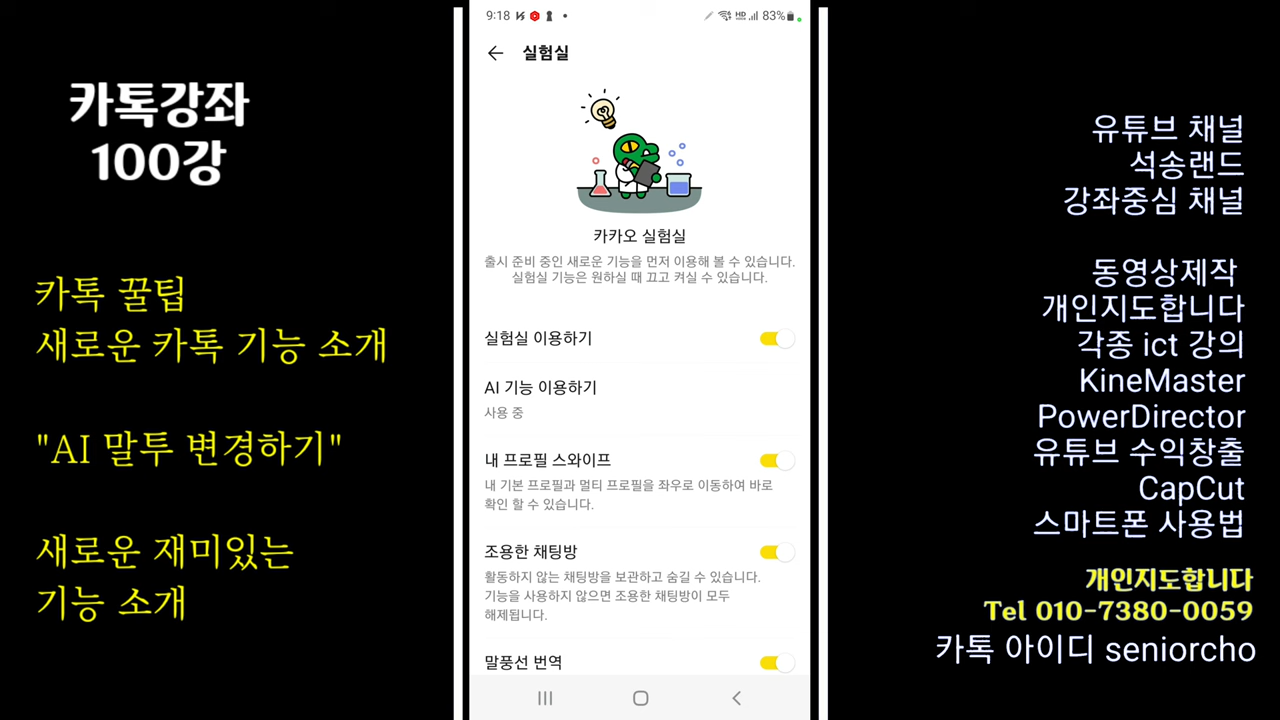 카톡강좌
100강
카톡 꿀팁
새로운 카톡 기능 소개
"AI 말투 변경하기"
새로운 재미있는
기능 소개
9:18
HD
83%
실험실
카카오 실험실
출시 준비 중인 새로운 기능을 먼저 이용해 볼 수 있습니다.
실험실 기능은 원하실 때 끄고 켜실 수 있습니다.
실험실 이용하기
AI 기능 이용하기
사용 중
내 프로필 스와이프
내 기본 프로필과 멀티 프로필을 좌우로 이동하여 바로
확인 할 수 있습니다.
조용한 채팅방
활동하지 않는 채팅방을 보관하고 숨길 수 있습니다.
기능을 사용하지 않으면 조용한 채팅방이 모두
해제됩니다.
말풍선 번역
유튜브 채널
석송랜드
강좌중심 채널
동영상제작
개인지도합니다
각종 ict 강의
KineMaster
PowerDirector
유튜브 수익창출
CapCut
스마트폰 사용법
개인지도합니다
Tel 010-7380-0059
카톡 아이디 seniorcho